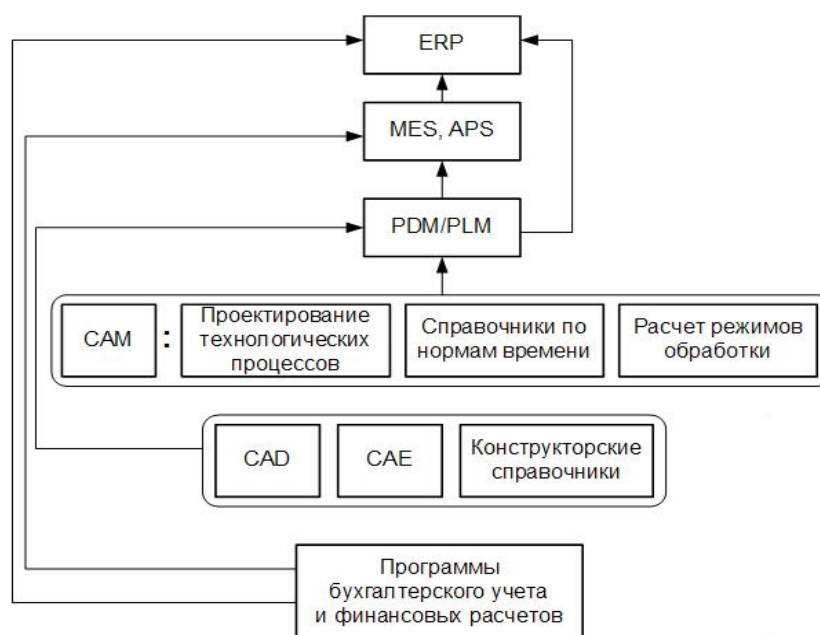 ERP
MES, APS
PDM/PLM
CAM
:
Проектирование
технологических
процессов
Справочники по
нормам времени
Расчет режимов
обработки
CAD
CAE
Конструкторские
справочники
Программы
бухгалтерского учета
и финансовых расчетов